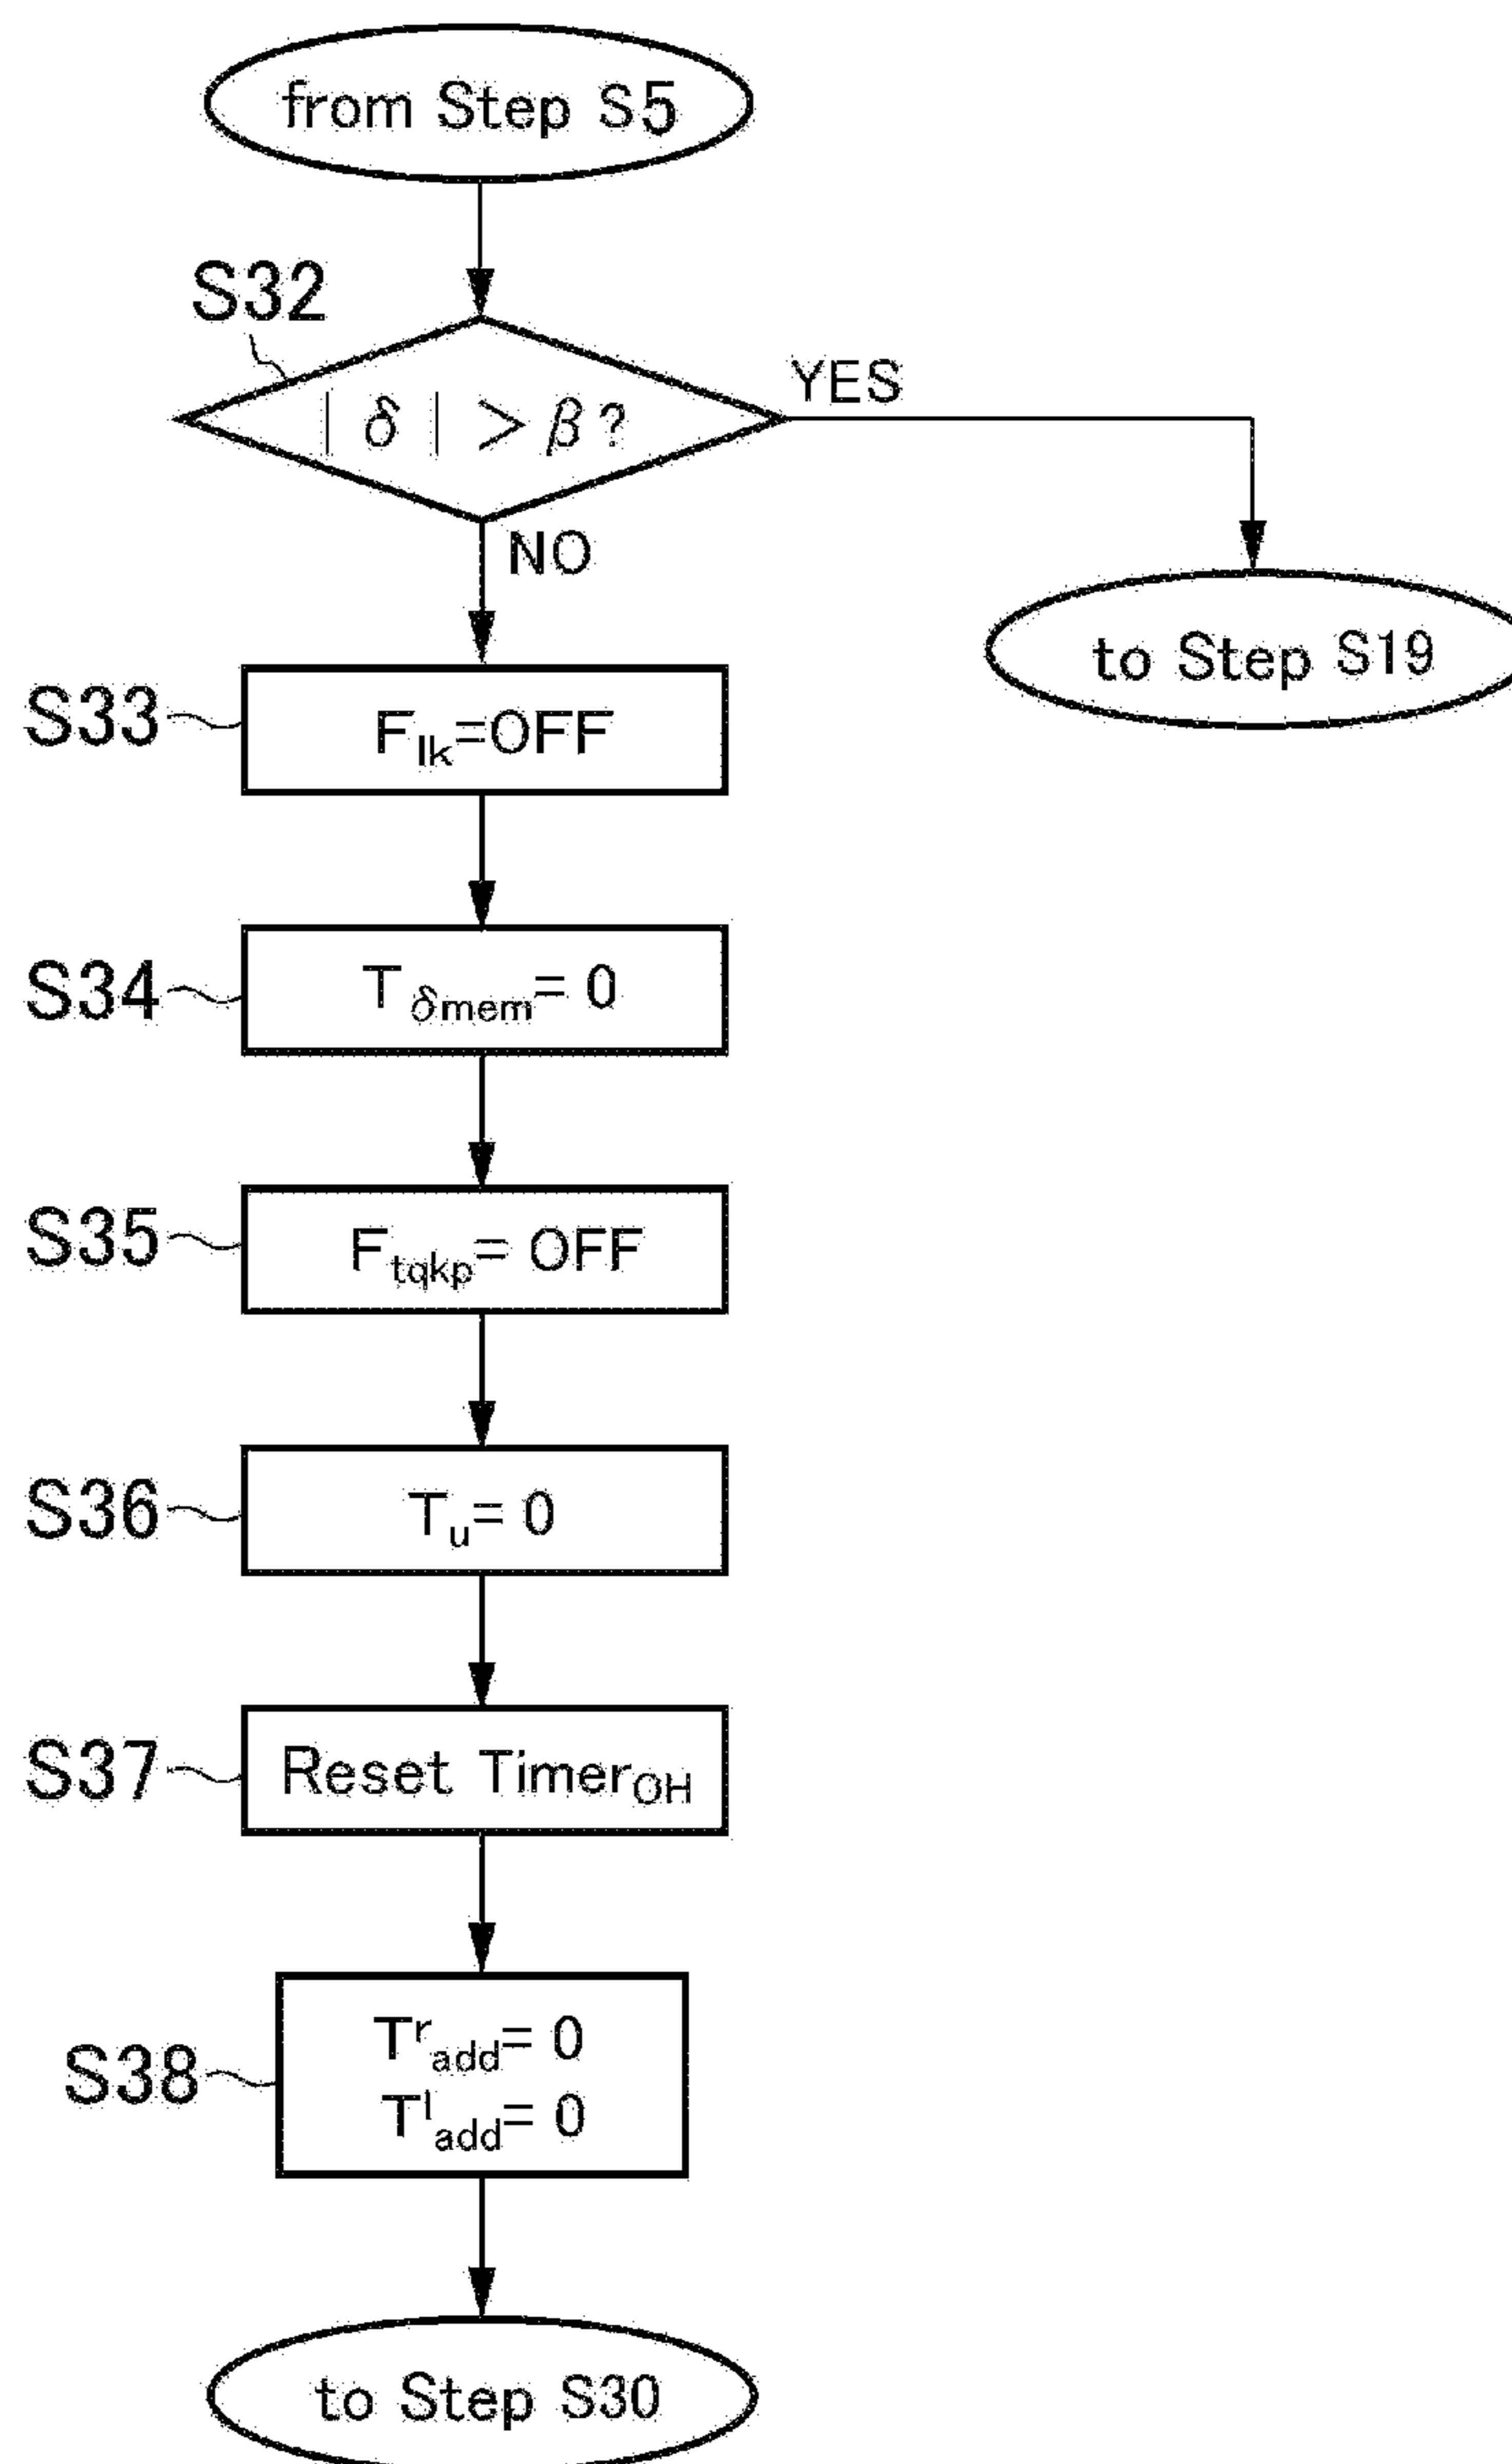 from Step S5
S32
| δ | > β ?
YES
NO
to Step S19
S33
F_lk=OFF
S34
T_δmem= 0
S35
F_tqkp= OFF
S36
T_u= 0
S37
Reset Timer_OH
S38
T^r_add= 0
T^l_add= 0
to Step S30